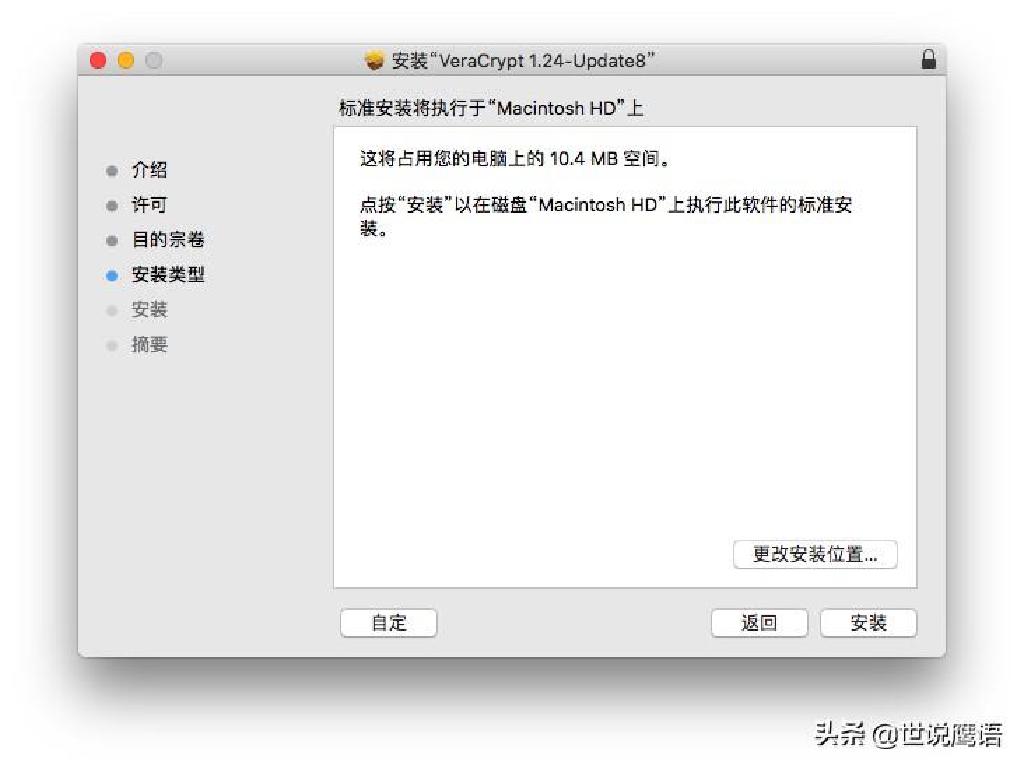 安装“VeraCrypt 1.24-Update8”
标准安装将执行于“Macintosh HD”上
介绍
许可
目的宗卷
安装类型
安装
摘要
这将占用您的电脑上的 10.4 MB 空间。
点按“安装”以在磁盘“Macintosh HD”上执行此软件的标准安
装。
更改安装位置...
自定
返回
安装
头条 @世说鹰语